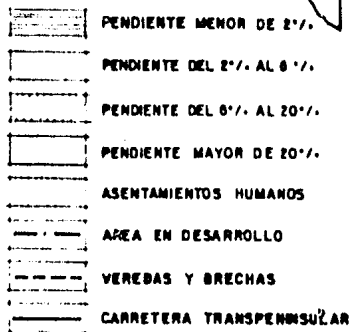 PENDIENTE MENOR DE 2%
PENDIENTE DEL 2% AL 6%
PENDIENTE DEL 6% AL 20%
PENDIENTE MAYOR DE 20%
ASENTAMIENTOS HUMANOS
AREA EN DESARROLLO
VEREDAS Y BRECHAS
CARRETERA TRANSPENINSULAR